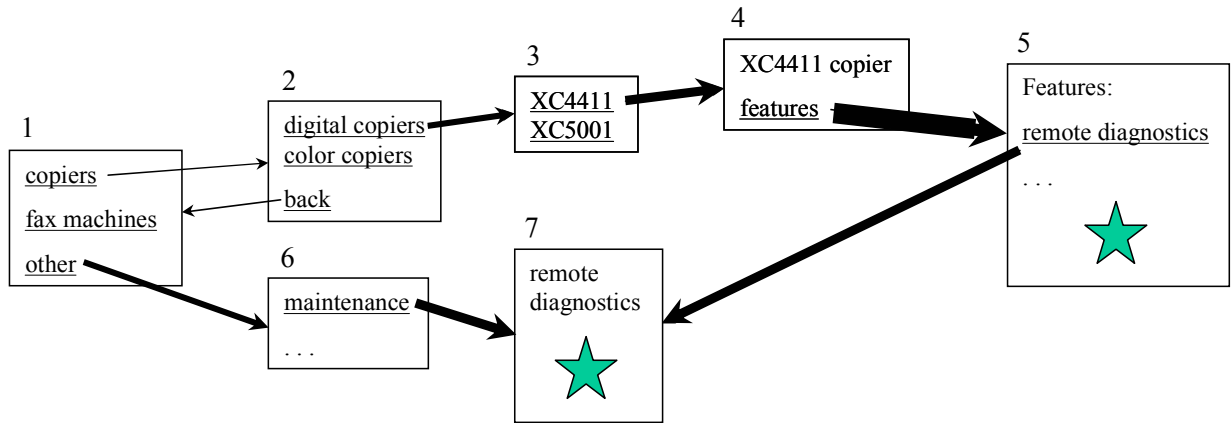 1
copiers
fax machines
other
2
digital copiers
color copiers
back
3
XC4411
XC5001
4
XC4411 copier
features
5
Features:
remote diagnostics
. . .
6
maintenance
. . .
7
remote
diagnostics